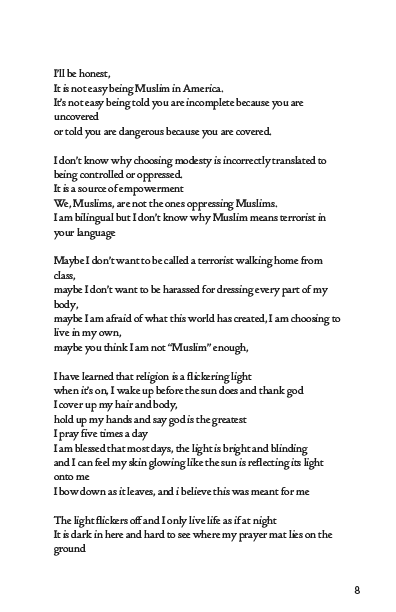 I'll be honest,
It is not easy being Muslim in America.
It's not easy being told you are incomplete because you are
uncovered
or told you are dangerous because you are covered.

I don't know why choosing modesty is incorrectly translated to
being controlled or oppressed.
It is a source of empowerment
We, Muslims, are not the ones oppressing Muslims.
I am bilingual but I don't know why Muslim means terrorist in
your language

Maybe I don't want to be called a terrorist walking home from
class,
maybe I don't want to be harassed for dressing every part of my
body,
maybe I am afraid of what this world has created, I am choosing to
live in my own,
maybe you think I am not "Muslim" enough,

I have learned that religion is a flickering light
when it's on, I wake up before the sun does and thank god
I cover up my hair and body,
hold up my hands and say god is the greatest
I pray five times a day
I am blessed that most days, the light is bright and blinding
and I can feel my skin glowing like the sun is reflecting its light
onto me
I bow down as it leaves, and i believe this was meant for me

The light flickers off and I only live life as if at night
It is dark in here and hard to see where my prayer mat lies on the
ground

8